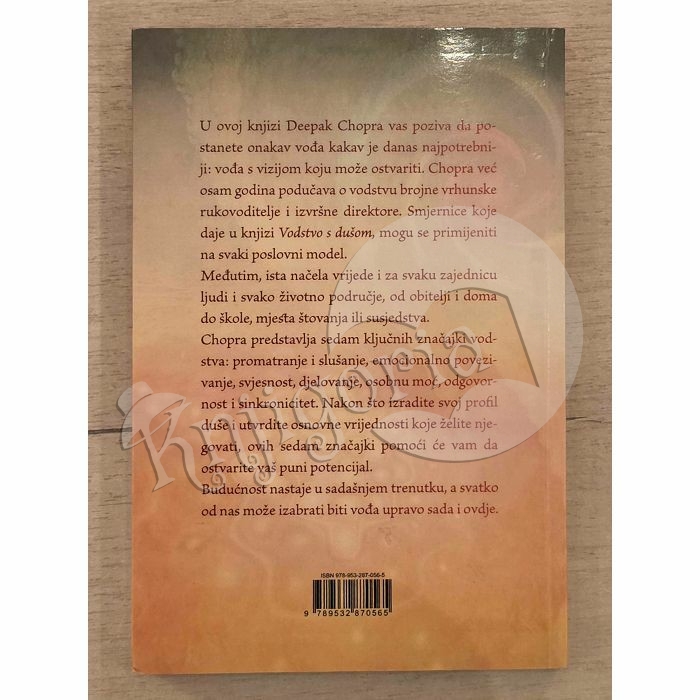 U ovoj knjizi Deepak Chopra vas poziva da po-
stanete onakav vođa kakav je danas najpotrebni-
ji: vođa s vizijom koju može ostvariti. Chopra već
osam godina podučava o vodstvu brojne vrhunske
rukovoditelje i izvršne direktore. Smjernice koje
daje u knjizi Vodstvo s dušom, mogu se primijeniti
na svaki poslovni model.
Međutim, ista načela vrijede i za svaku zajednicu
ljudi i svako životno područje, od obitelji i doma
do škole, mjesta štovanja ili susjedstva.
Chopra predstavlja sedam ključnih značajki vod-
stva: promatranje i slušanje, emocionalno povezi-
vanje, svjesnost, djelovanje, osobnu moć, odgovor-
nost i sinkronicitet. Nakon što izradite svoj profil
duše i utvrdite osnovne vrijednosti koje želite nje-
govati, ovih sedam značajki pomoći će vam da
ostvarite vaš puni potencijal.
Budućnost nastaje u sadašnjem trenutku, a svatko
od nas može izabrati biti vođa upravo sada i ovdje.
Knjigoria
ISBN 978-953-287-056-5
9 789532 870565